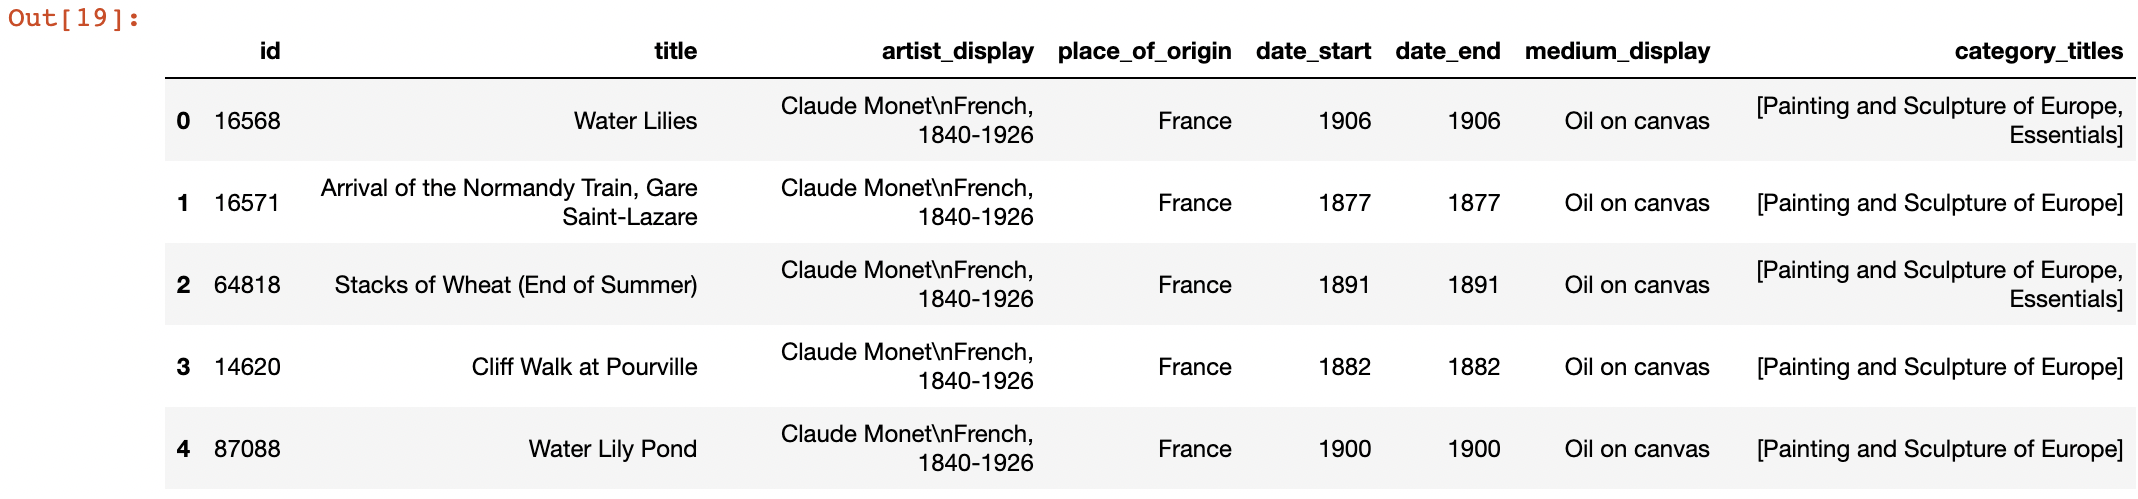 Out[19]:
id title artist_display place_of_origin date_start date_end medium_display category_titles
0 16568 Water Lilies Claude Monet\nFrench, 1840-1926 France 1906 1906 Oil on canvas [Painting and Sculpture of Europe, Essentials]
1 16571 Arrival of the Normandy Train, Gare Saint-Lazare Claude Monet\nFrench, 1840-1926 France 1877 1877 Oil on canvas [Painting and Sculpture of Europe]
2 64818 Stacks of Wheat (End of Summer) Claude Monet\nFrench, 1840-1926 France 1891 1891 Oil on canvas [Painting and Sculpture of Europe, Essentials]
3 14620 Cliff Walk at Pourville Claude Monet\nFrench, 1840-1926 France 1882 1882 Oil on canvas [Painting and Sculpture of Europe]
4 87088 Water Lily Pond Claude Monet\nFrench, 1840-1926 France 1900 1900 Oil on canvas [Painting and Sculpture of Europe]